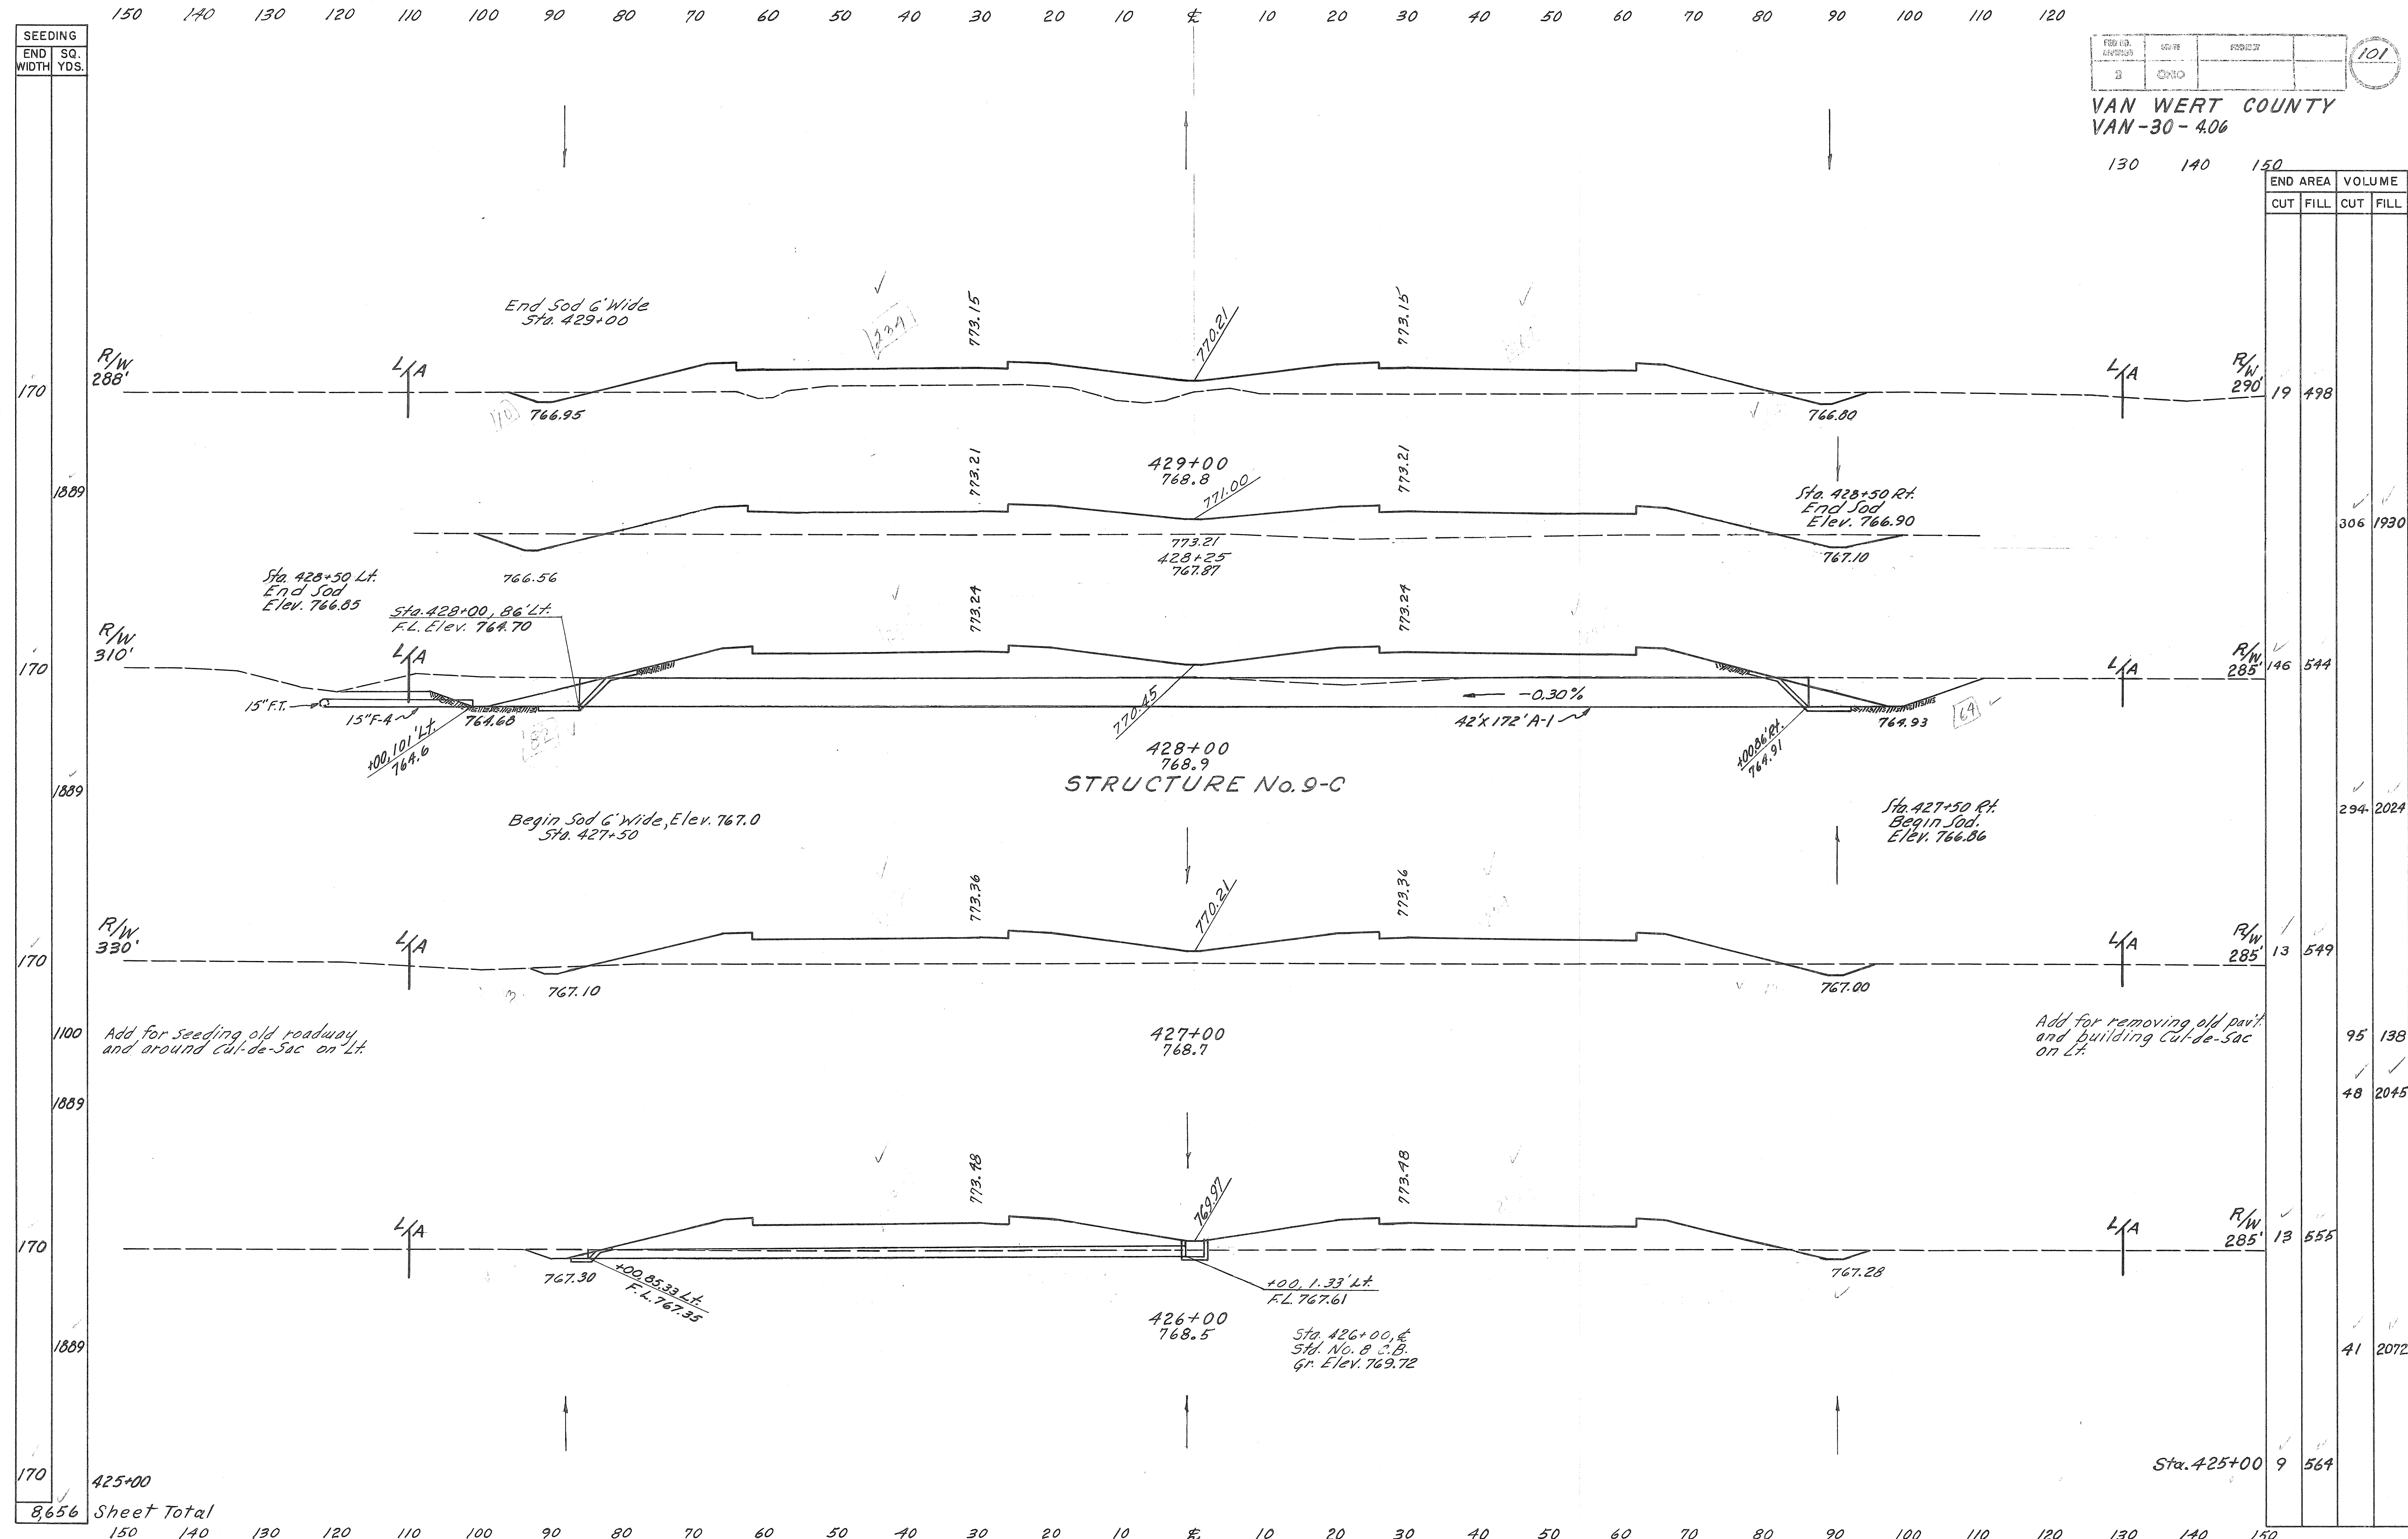 150 140 130 120 110 100 90 80 70 60 50 40 30 20 10 ℄ 10 20 30 40 50 60 70 80 90 100 110 120
SEEDING
END WIDTH
SQ. YDS.
2 OHIO
101
VAN WERT COUNTY
VAN-30-4.06
130 140 150
END AREA VOLUME
CUT FILL CUT FILL
End Sod 6' Wide
Sta. 429+00
234
773.15
770.21
773.15
R/W
288'
L/A
L/A
R/W
290'
170
19 498
766.95
766.80
773.21
429+00
768.8
771.00
773.21
1889
Sta. 428+50 Rt.
End Sod
Elev. 766.90
306 1930
773.21
428+25
767.87
767.10
766.56
Sta. 428+50 Lt.
End Sod
Elev. 766.85
Sta. 428+00, 86' Lt.
F.L. Elev. 764.70
773.24
773.24
R/W
310'
L/A
L/A
R/W
285'
170
146 544
15" F.T.
15" F-4
764.68
+00, 101' Lt.
764.6
82
770.45
-0.30%
42"X172' A-1
+00,86' Rt.
764.91
764.93
64
428+00
768.9
STRUCTURE No. 9-C
1889
294 2024
Begin Sod 6' Wide, Elev. 767.0
Sta. 427+50
Sta. 427+50 Rt.
Begin Sod.
Elev. 766.86
773.36
770.21
773.36
R/W
330'
L/A
L/A
R/W
285'
170
13 549
767.10
767.00
1100
Add for seeding old roadway
and around Cul-de-Sac on Lt.
427+00
768.7
Add for removing old pav't.
and building Cul-de-Sac
on Lt.
95 138
1889
48 2045
773.48
769.97
773.48
L/A
L/A
R/W
285'
170
13 555
767.30
+00,85.33 Lt.
F.L. 767.35
+00, 1.33' Lt.
F.L. 767.61
767.28
426+00
768.5
Sta. 426+00, ℄
Std. No. 8 C.B.
Gr. Elev. 769.72
1889
41 2072
170
425+00
Sta. 425+00 9 564
8,656 Sheet Total
150 140 130 120 110 100 90 80 70 60 50 40 30 20 10 ℄ 10 20 30 40 50 60 70 80 90 100 110 120 130 140 150